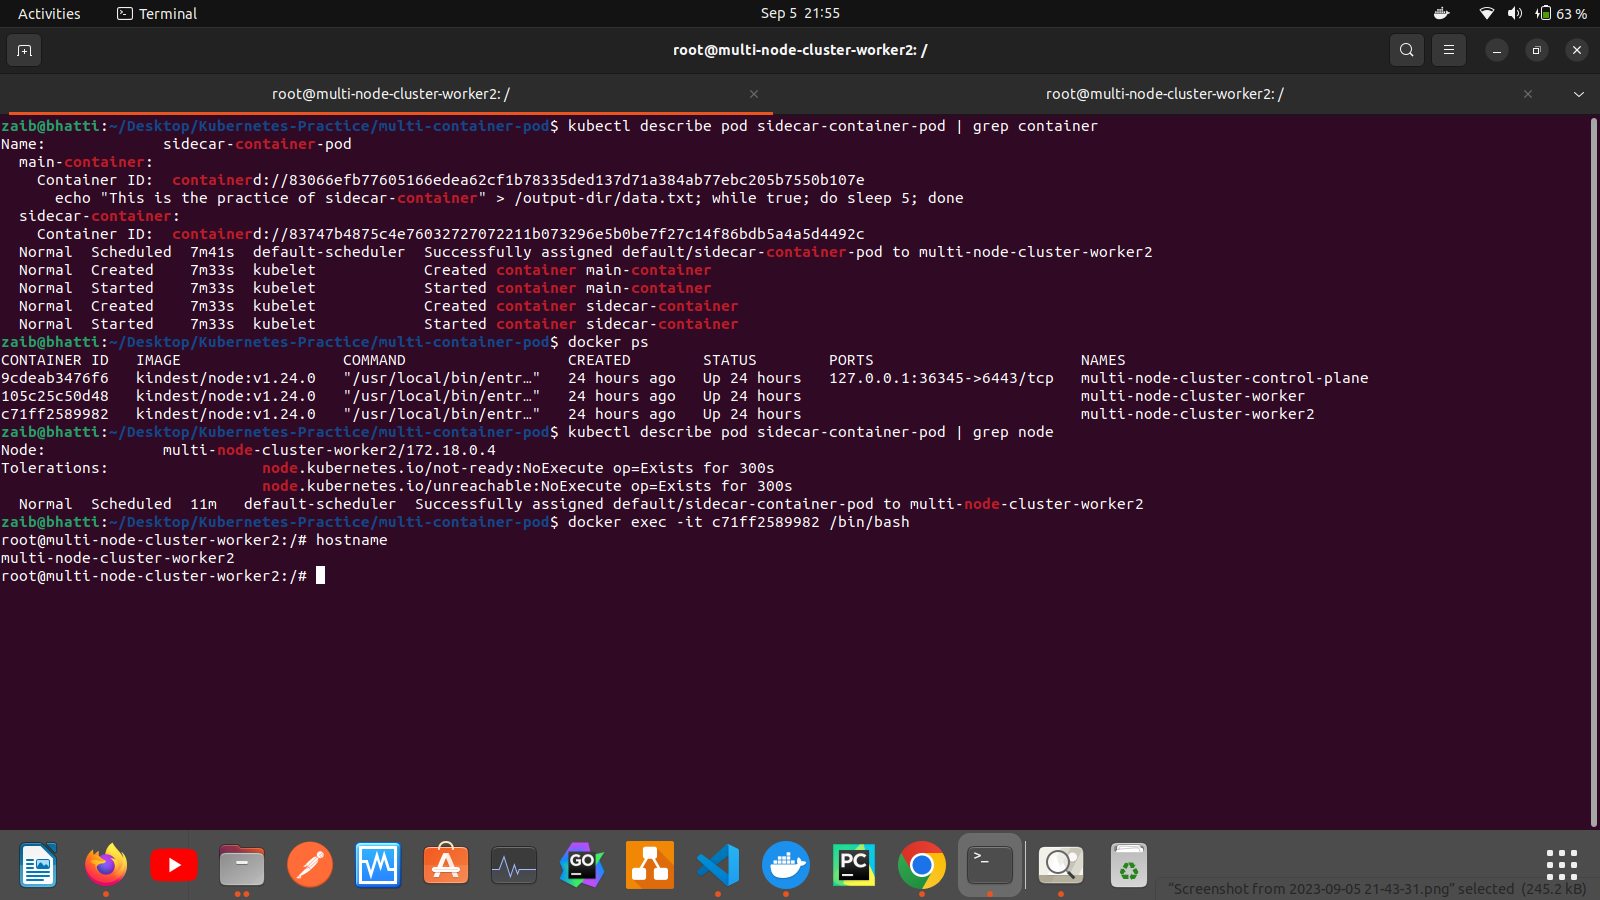 Activities Terminal Sep 5 21:55 63 %
root@multi-node-cluster-worker2: /
root@multi-node-cluster-worker2: / root@multi-node-cluster-worker2: /
zaib@bhatti:~/Desktop/Kubernetes-Practice/multi-container-pod$ kubectl describe pod sidecar-container-pod | grep container
Name: sidecar-container-pod
main-container:
Container ID: containerd://83066efb77605166edea62cf1b78335ded137d71a384ab77ebc205b7550b107e
echo "This is the practice of sidecar-container" > /output-dir/data.txt; while true; do sleep 5; done
sidecar-container:
Container ID: containerd://83747b4875c4e76032727072211b073296e5b0be7f27c14f86bdb5a4a5d4492c
Normal Scheduled 7m41s default-scheduler Successfully assigned default/sidecar-container-pod to multi-node-cluster-worker2
Normal Created 7m33s kubelet Created container main-container
Normal Started 7m33s kubelet Started container main-container
Normal Created 7m33s kubelet Created container sidecar-container
Normal Started 7m33s kubelet Started container sidecar-container
zaib@bhatti:~/Desktop/Kubernetes-Practice/multi-container-pod$ docker ps
CONTAINER ID IMAGE COMMAND CREATED STATUS PORTS NAMES
9cdeab3476f6 kindest/node:v1.24.0 "/usr/local/bin/entr…" 24 hours ago Up 24 hours 127.0.0.1:36345->6443/tcp multi-node-cluster-control-plane
105c25c50d48 kindest/node:v1.24.0 "/usr/local/bin/entr…" 24 hours ago Up 24 hours multi-node-cluster-worker
c71ff2589982 kindest/node:v1.24.0 "/usr/local/bin/entr…" 24 hours ago Up 24 hours multi-node-cluster-worker2
zaib@bhatti:~/Desktop/Kubernetes-Practice/multi-container-pod$ kubectl describe pod sidecar-container-pod | grep node
Node: multi-node-cluster-worker2/172.18.0.4
Tolerations: node.kubernetes.io/not-ready:NoExecute op=Exists for 300s
node.kubernetes.io/unreachable:NoExecute op=Exists for 300s
Normal Scheduled 11m default-scheduler Successfully assigned default/sidecar-container-pod to multi-node-cluster-worker2
zaib@bhatti:~/Desktop/Kubernetes-Practice/multi-container-pod$ docker exec -it c71ff2589982 /bin/bash
root@multi-node-cluster-worker2:/# hostname
multi-node-cluster-worker2
root@multi-node-cluster-worker2:/#
GO PC >_
"Screenshot from 2023-09-05 21-43-31.png" selected (245.2 kB)